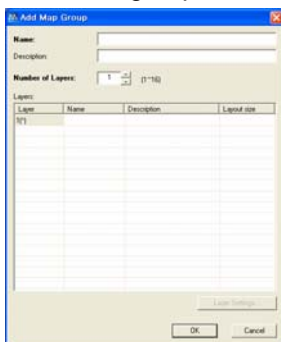 Add Map Group
Name:
Description:
Number of Layers: 1 (1~16)
Layers:
Layer Name Description Layout size
1(*)
Layer Settings...
OK Cancel